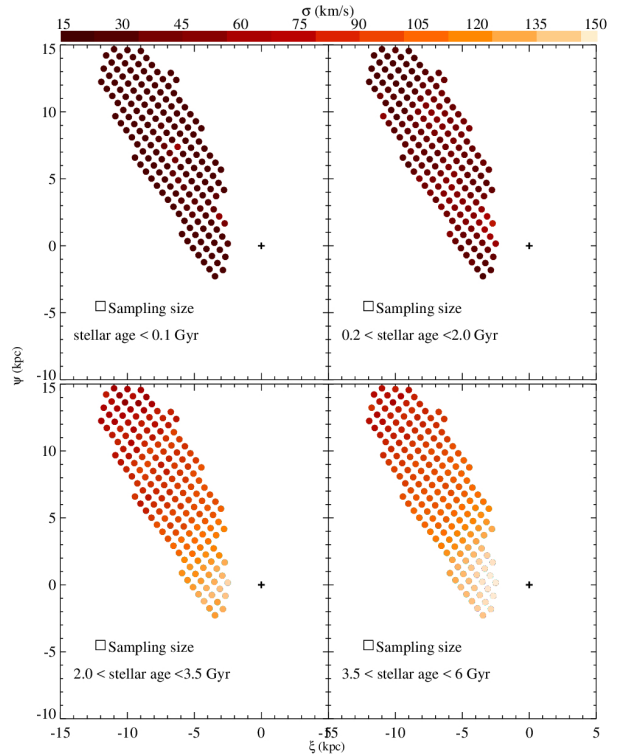 σ (km/s)
15 30 45 60 75 90 105 120 135 150
15
10
5
0
-5
-10
Sampling size
stellar age < 0.1 Gyr
Sampling size
0.2 < stellar age <2.0 Gyr
ψ (kpc)
15
10
5
0
-5
-10
Sampling size
2.0 < stellar age <3.5 Gyr
Sampling size
3.5 < stellar age < 6 Gyr
-15 -10 -5 0 -15 -10 -5 0 5
ξ (kpc)